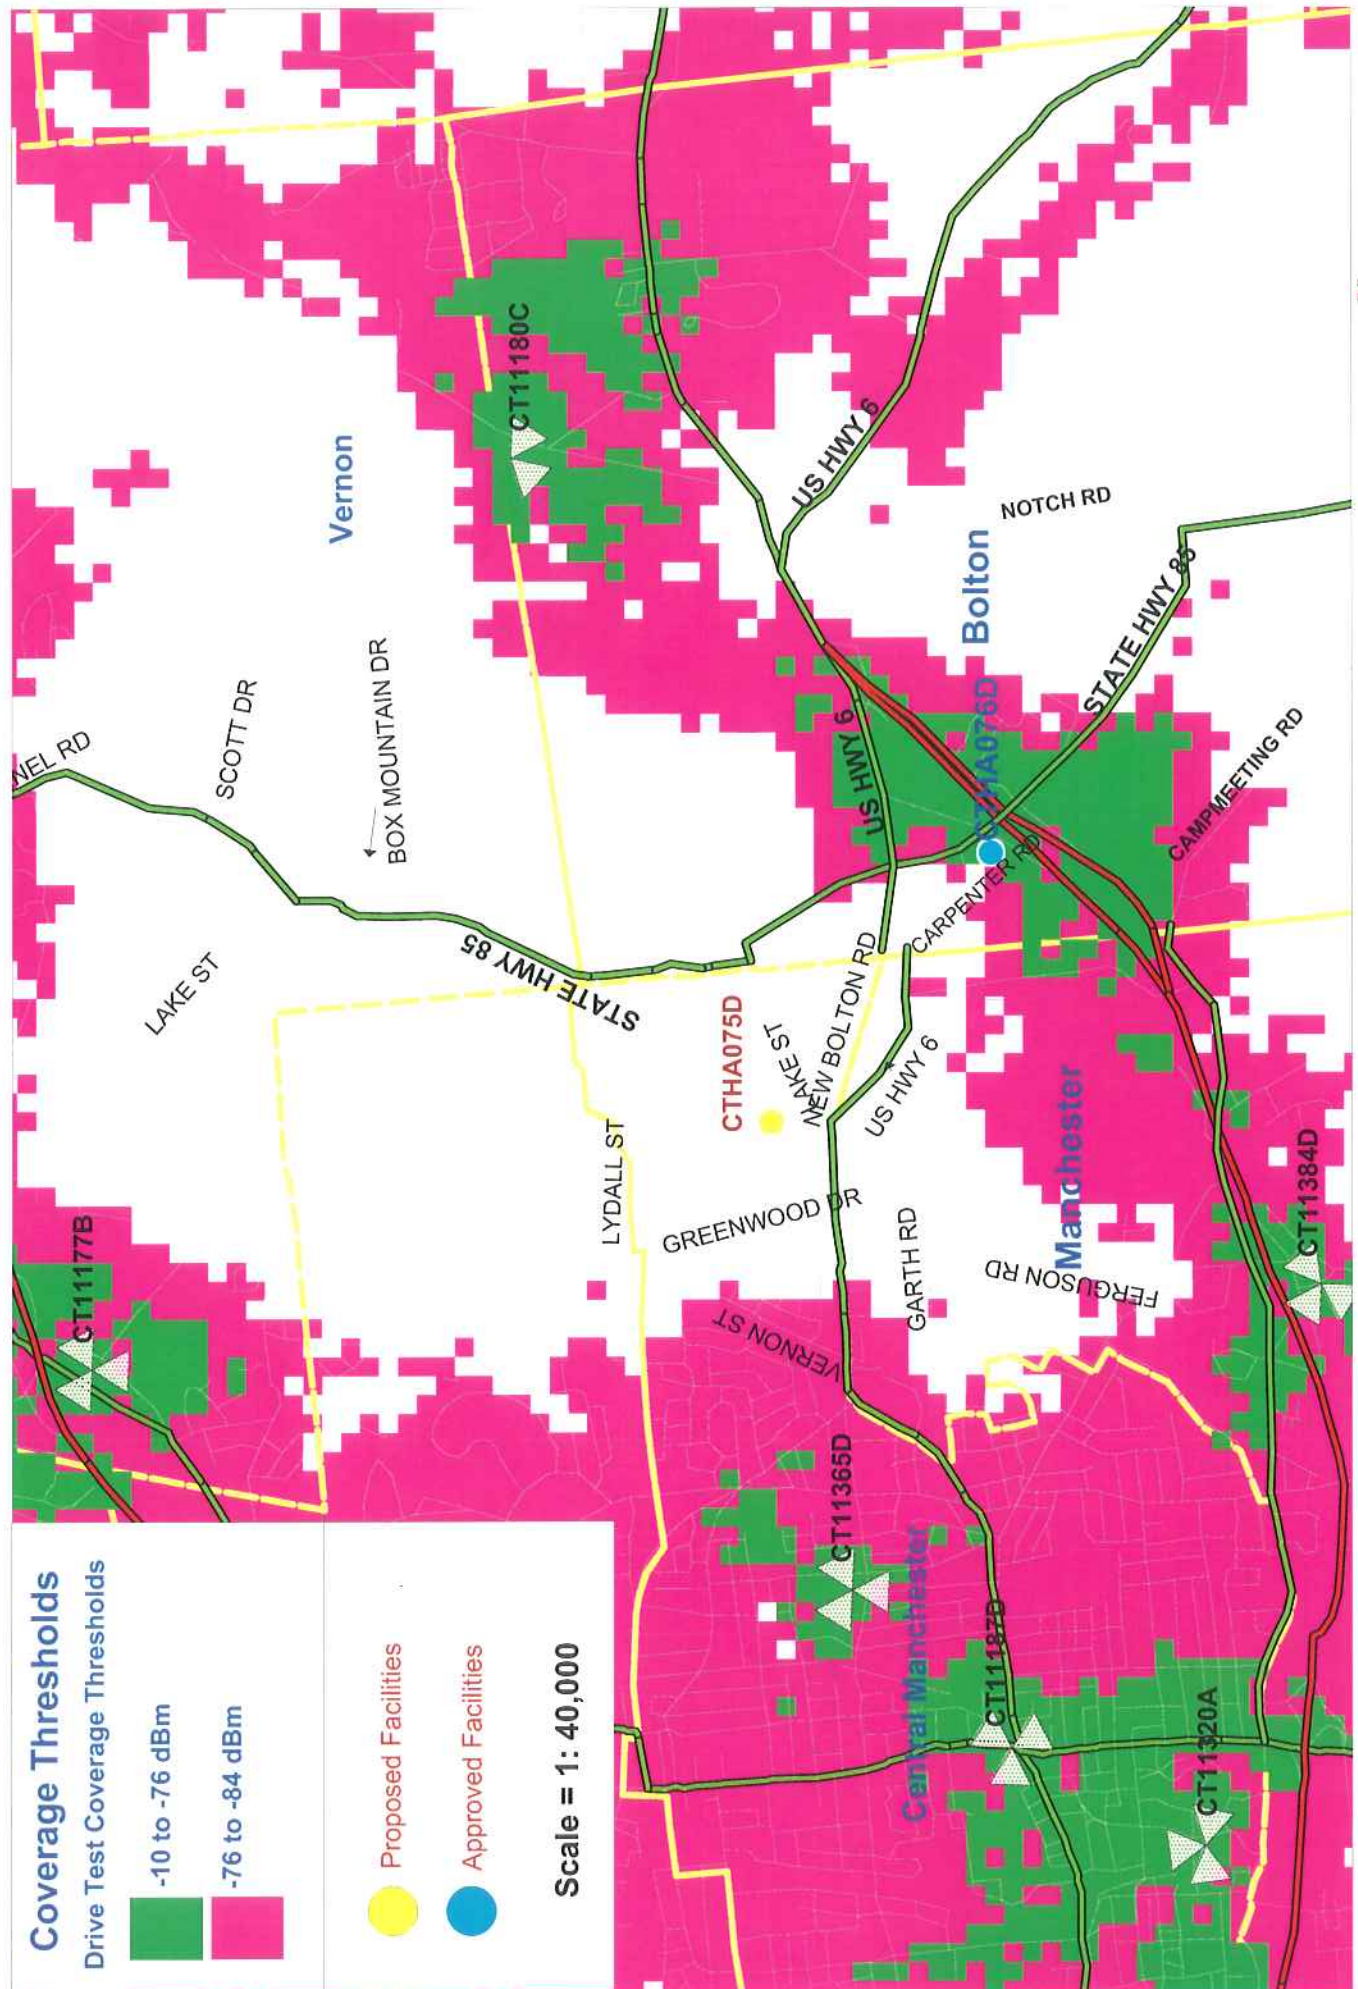 Coverage Thresholds
Drive Test Coverage Thresholds
-10 to -76 dBm
-76 to -84 dBm
Proposed Facilities
Approved Facilities
Scale = 1: 40,000
CT11177B
LAKE ST
SCOTT DR
BOX MOUNTAIN DR
Vernon
STATE HWY 85
CT11180C
LYDALL ST
GREENWOOD DR
CTHA075D
NEW BOLTON RD
US HWY 6
US HWY 6
US HWY 6
VERNON ST
GARTH RD
FERGUSON RD
CARPENTER RD
CTHA076D
Bolton
NOTCH RD
STATE HWY 85
CAMPMEETING RD
Manchester
CT11384D
CT11365D
Central Manchester
CT11187D
CT11320A